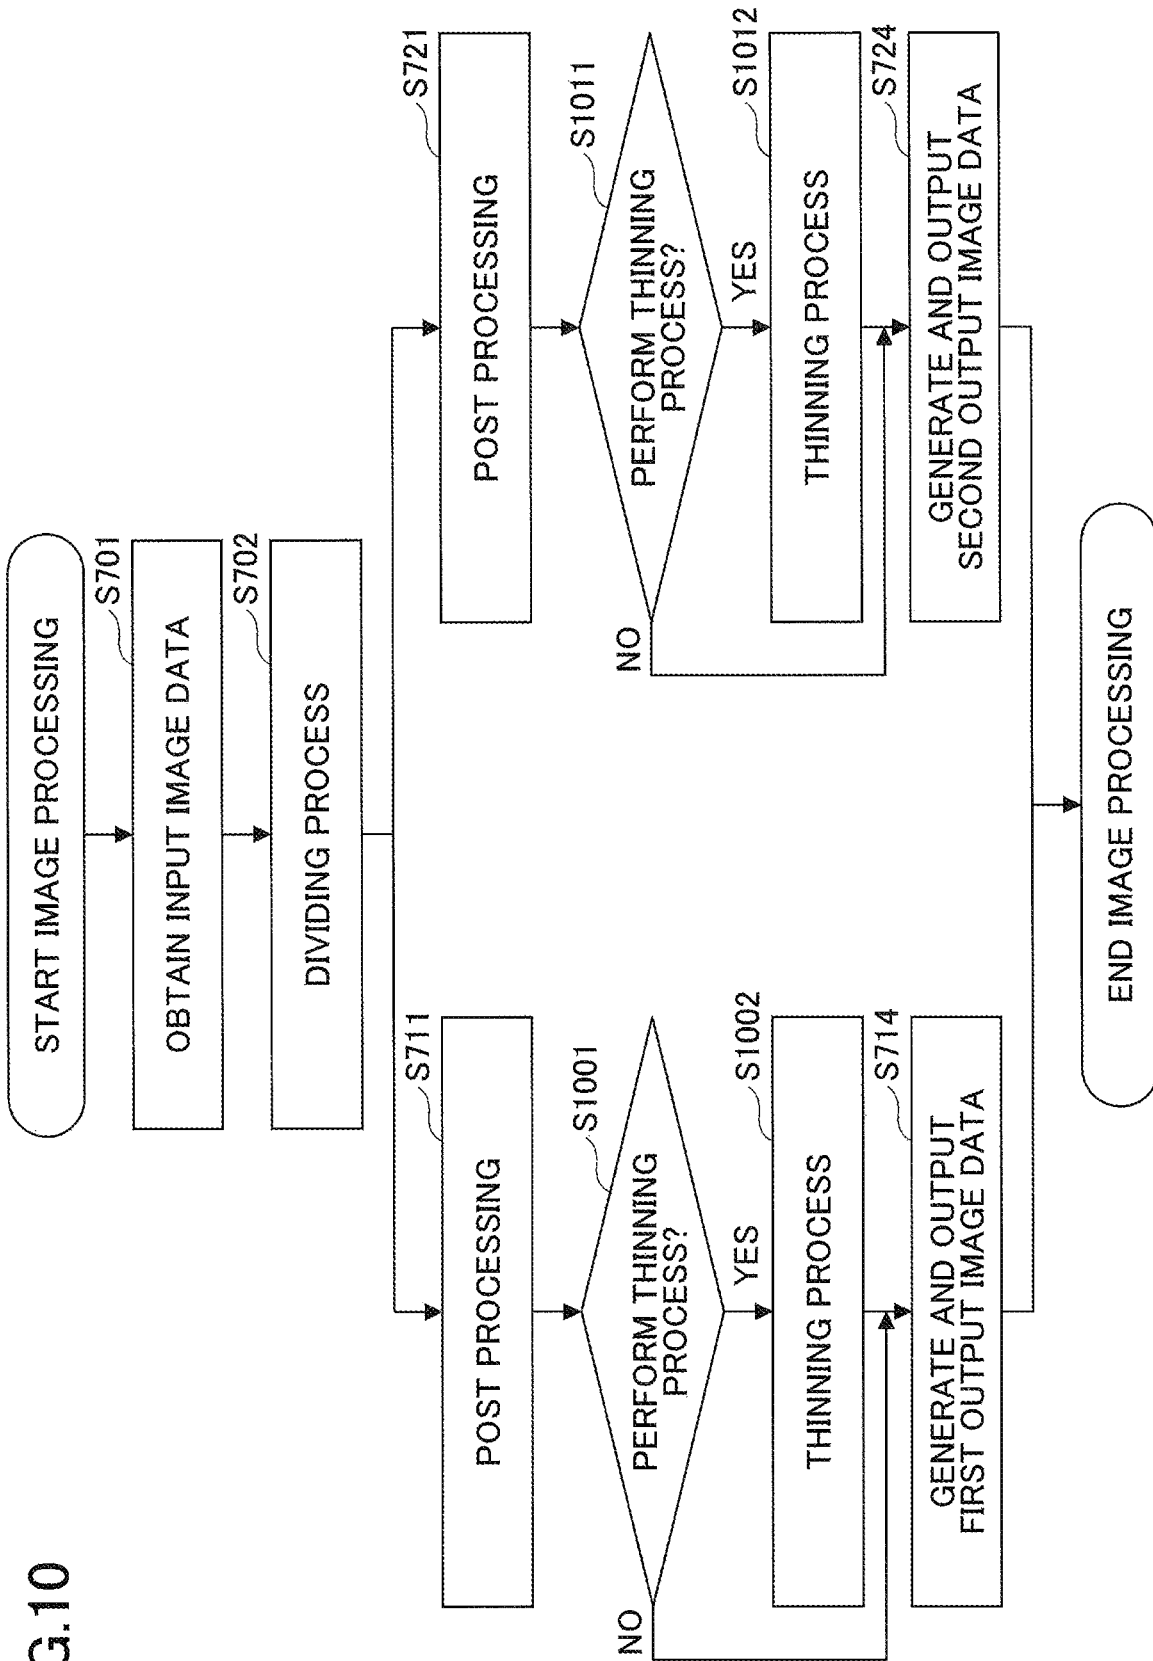 G.10
START IMAGE PROCESSING
S701
OBTAIN INPUT IMAGE DATA
S702
DIVIDING PROCESS
S711
POST PROCESSING
S1001
PERFORM THINNING
PROCESS?
NO
YES
S1002
THINNING PROCESS
S714
GENERATE AND OUTPUT
FIRST OUTPUT IMAGE DATA
S721
POST PROCESSING
S1011
PERFORM THINNING
PROCESS?
NO
YES
S1012
THINNING PROCESS
S724
GENERATE AND OUTPUT
SECOND OUTPUT IMAGE DATA
END IMAGE PROCESSING